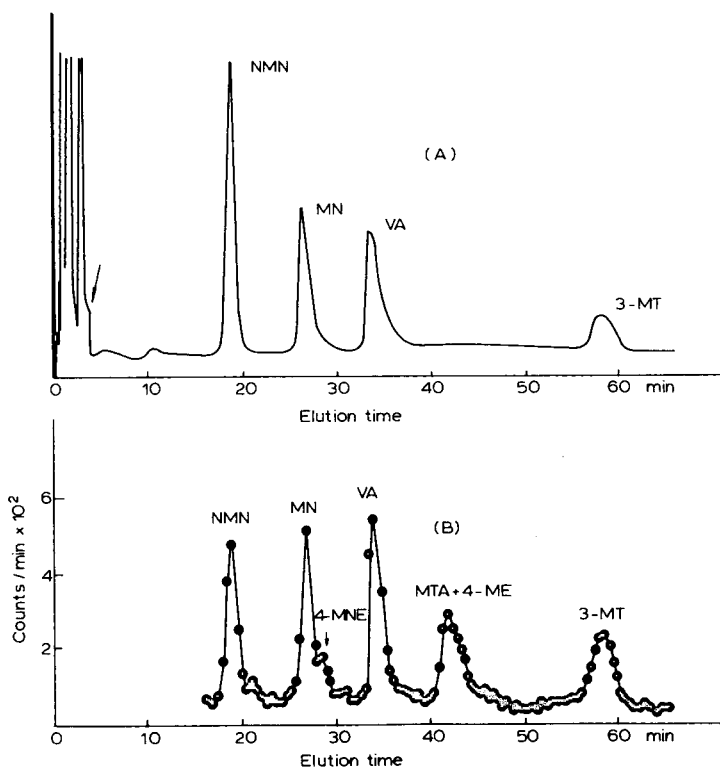 NMN
(A)
MN
VA
3-MT
0 10 20 30 40 50 60 min
Elution time
Counts / min x 10²
6
4
2
VA
NMN
MN
(B)
4-MNE
MTA+4-ME
3-MT
0 10 20 30 40 50 60 min
Elution time